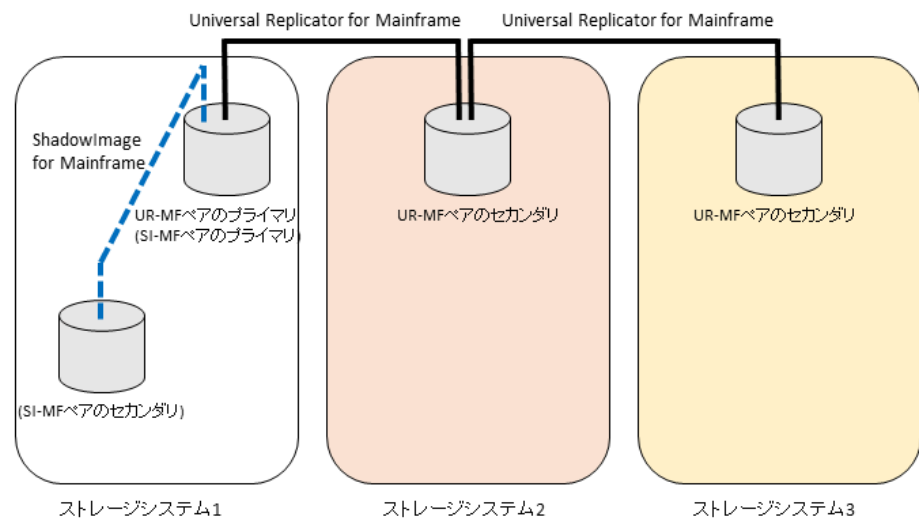 Universal Replicator for Mainframe
Universal Replicator for Mainframe
ShadowImage
for Mainframe
UR-MFペアのプライマリ
(SI-MFペアのプライマリ)
UR-MFペアのセカンダリ
UR-MFペアのセカンダリ
(SI-MFペアのセカンダリ)
ストレージシステム1
ストレージシステム2
ストレージシステム3